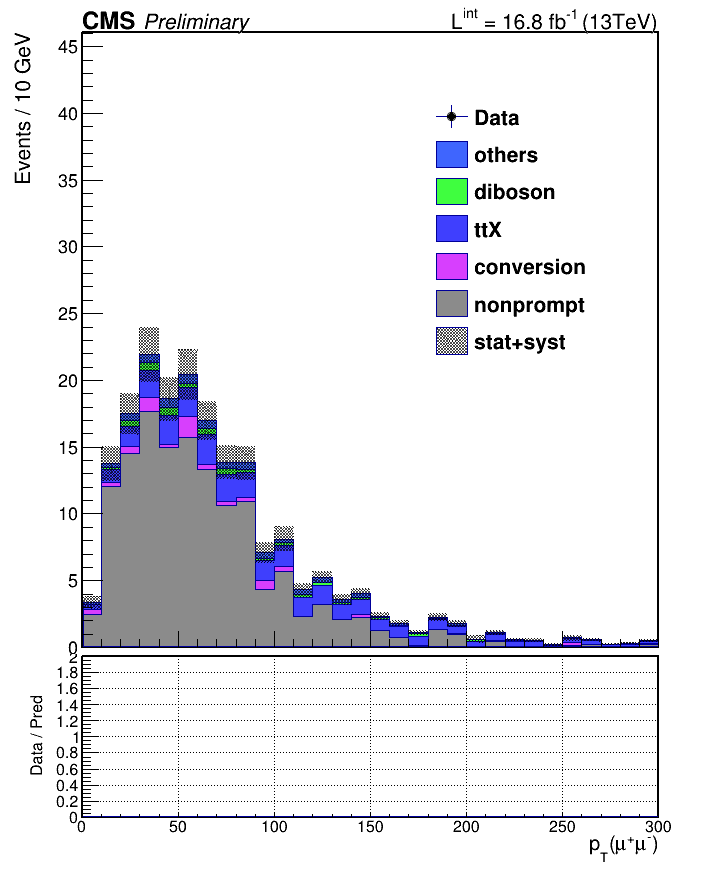 CMS Preliminary L^int = 16.8 fb^-1 (13TeV)
Events / 10 GeV
45
40
35
30
25
20
15
10
5
0
Data
others
diboson
ttX
conversion
nonprompt
stat+syst
Data / Pred
2
1.8
1.6
1.4
1.2
1
0.8
0.6
0.4
0.2
0
0 50 100 150 200 250 300
p_T(μ⁺μ⁻)